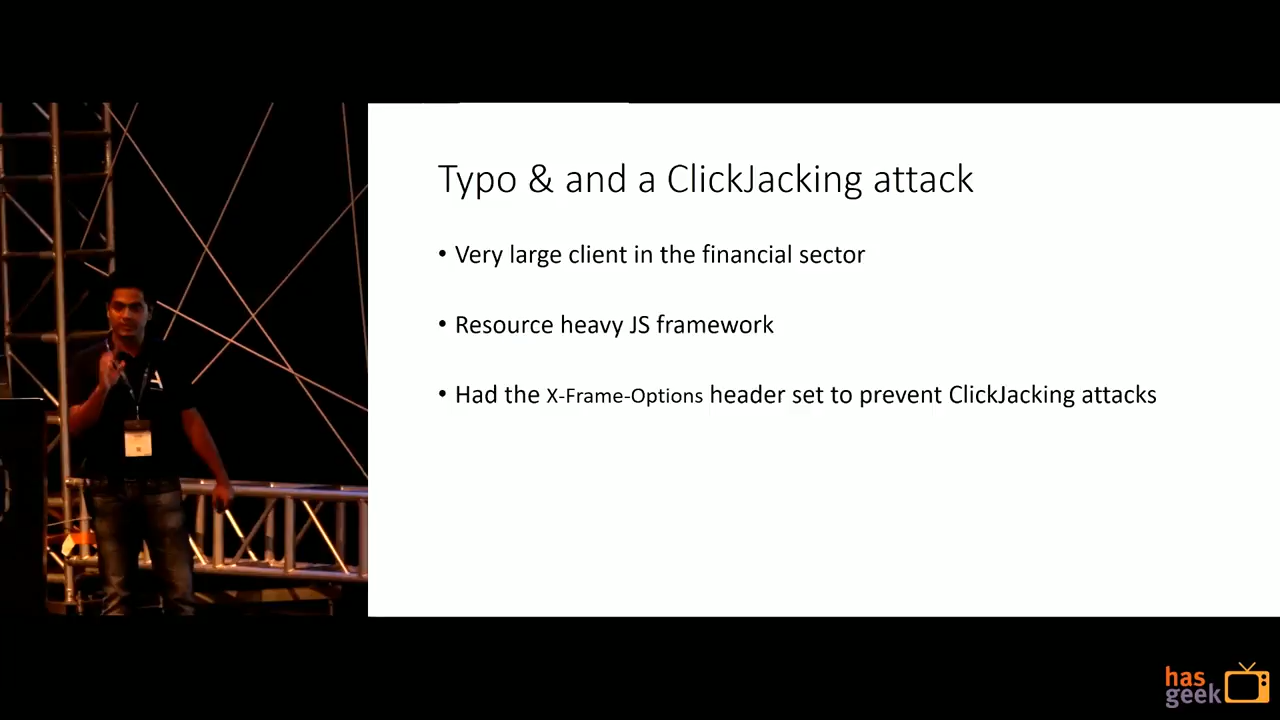 Typo & and a ClickJacking attack
• Very large client in the financial sector
• Resource heavy JS framework
• Had the X-Frame-Options header set to prevent ClickJacking attacks
has
geek